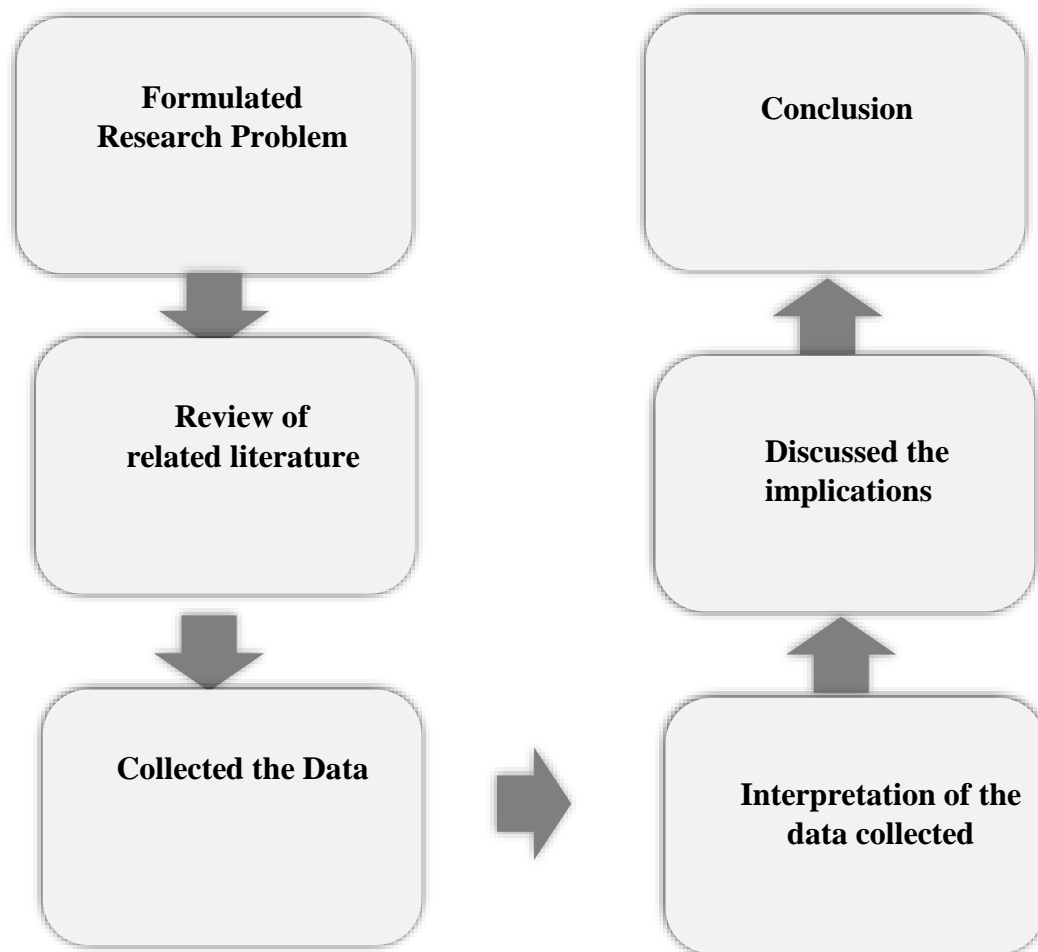 Formulated
Research Problem
Review of
related literature
Collected the Data
Interpretation of the
data collected
Discussed the
implications
Conclusion